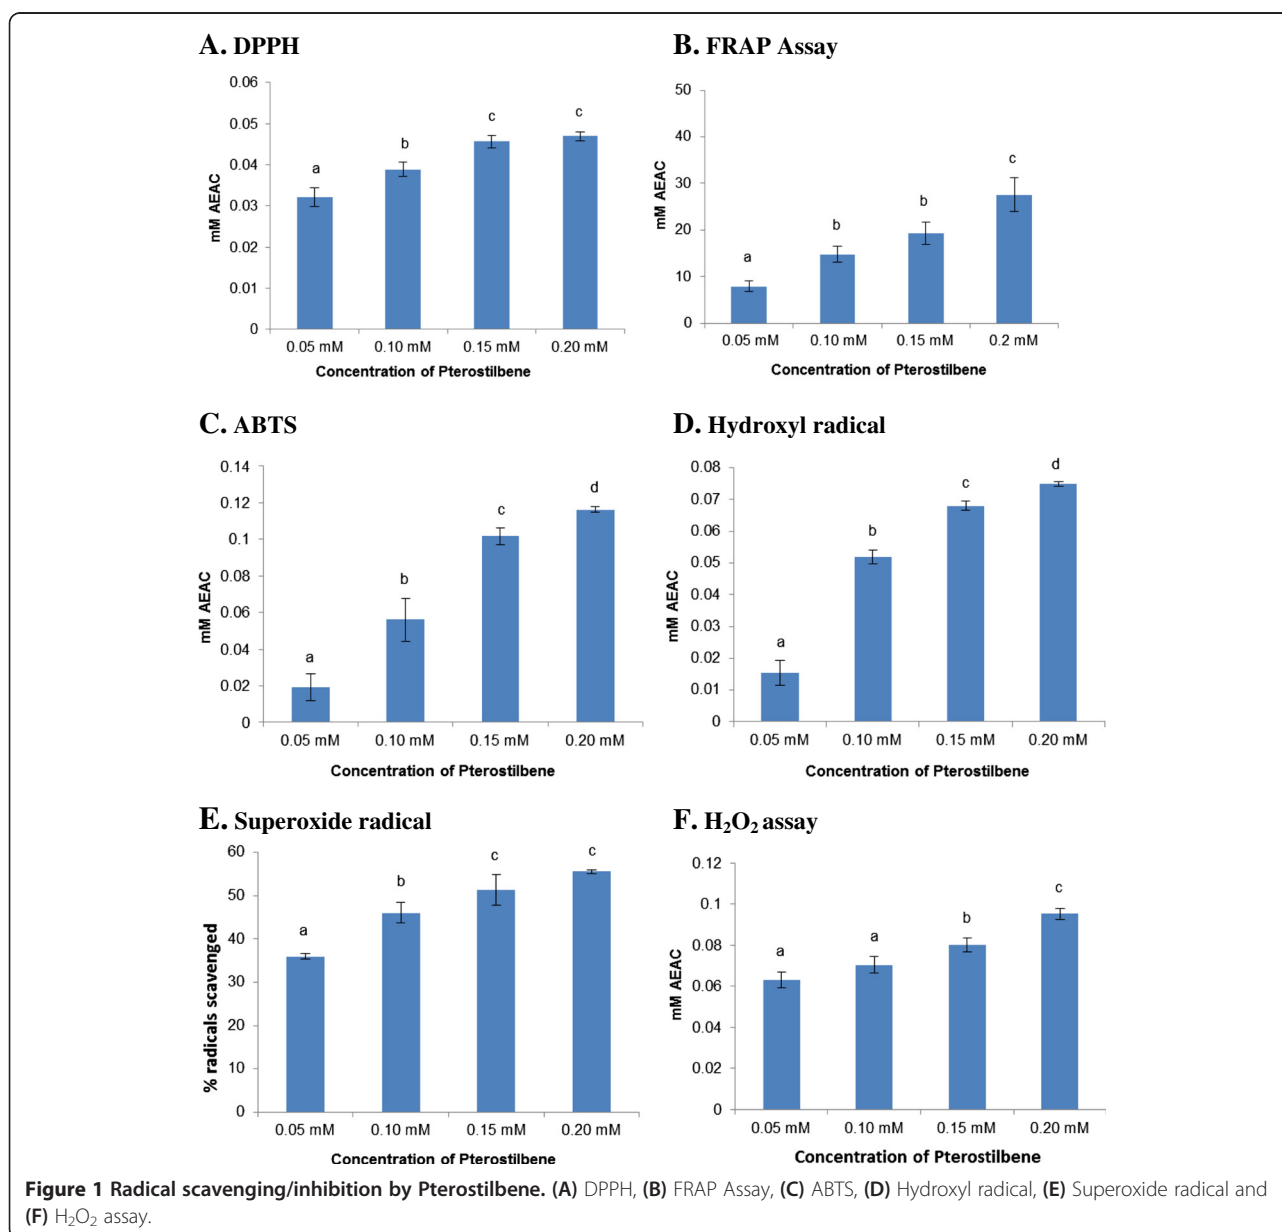 A. DPPH
0.06
0.05
0.04
0.03
0.02
0.01
0
mM AEAC
a
b
c
c
0.05 mM 0.10 mM 0.15 mM 0.20 mM
Concentration of Pterostilbene
B. FRAP Assay
50
40
30
20
10
0
mM AEAC
a
b
b
c
0.05 mM 0.10 mM 0.15 mM 0.2 mM
Concentration of Pterostilbene
C. ABTS
0.14
0.12
0.1
0.08
0.06
0.04
0.02
0
mM AEAC
a
b
c
d
0.05 mM 0.10 mM 0.15 mM 0.20 mM
Concentration of Pterostilbene
D. Hydroxyl radical
0.08
0.07
0.06
0.05
0.04
0.03
0.02
0.01
0
mM AEAC
a
b
c
d
0.05 mM 0.10 mM 0.15 mM 0.20 mM
Concentration of Pterostilbene
E. Superoxide radical
60
50
40
30
20
10
0
% radicals scavenged
a
b
c
c
0.05 mM 0.10 mM 0.15 mM 0.20 mM
Concentration of Pterostilbene
F. H₂O₂ assay
0.12
0.1
0.08
0.06
0.04
0.02
0
mM AEAC
a
a
b
c
0.05 mM 0.10 mM 0.15 mM 0.20 mM
Concentration of Pterostilbene
Figure 1 Radical scavenging/inhibition by Pterostilbene. (A) DPPH, (B) FRAP Assay, (C) ABTS, (D) Hydroxyl radical, (E) Superoxide radical and
(F) H₂O₂ assay.